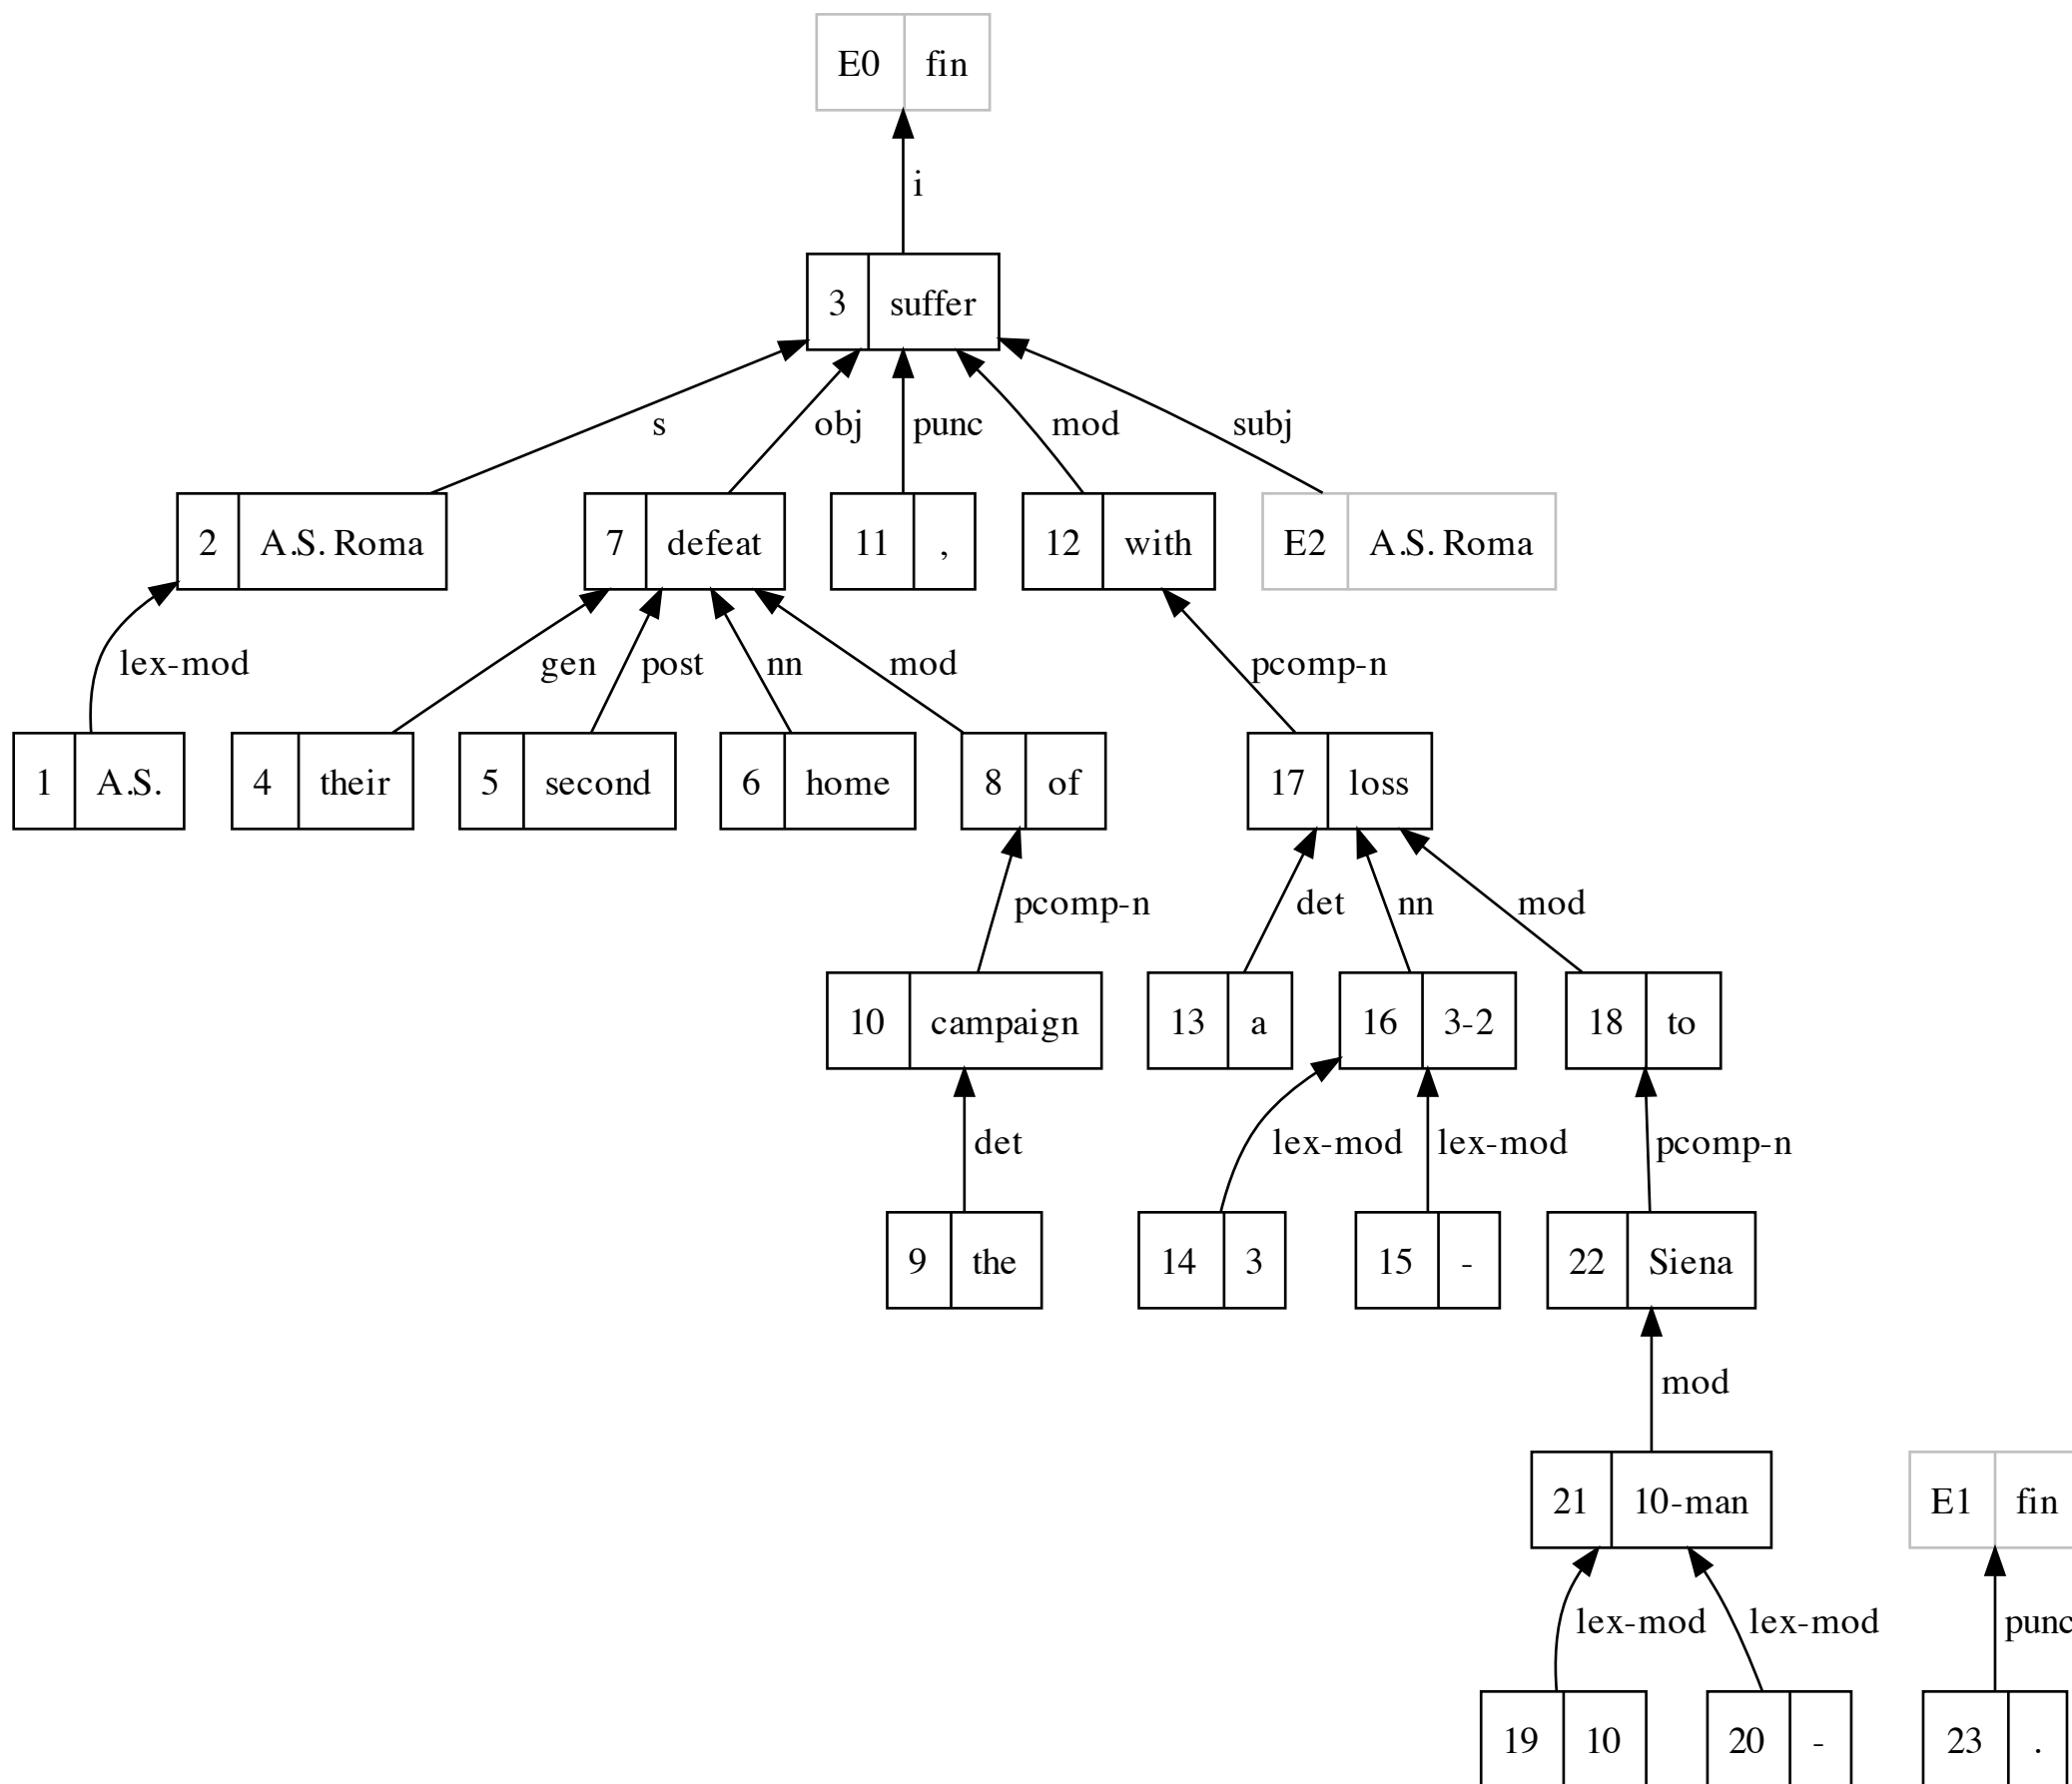 E0 fin
i
3 suffer
s obj punc mod subj
2 A.S. Roma 7 defeat 11 , 12 with E2 A.S. Roma
lex-mod gen post nn mod pcomp-n
1 A.S. 4 their 5 second 6 home 8 of 17 loss
pcomp-n det nn mod
10 campaign 13 a 16 3-2 18 to
det lex-mod lex-mod pcomp-n
9 the 14 3 15 - 22 Siena
mod
21 10-man E1 fin
lex-mod lex-mod punc
19 10 20 - 23 .